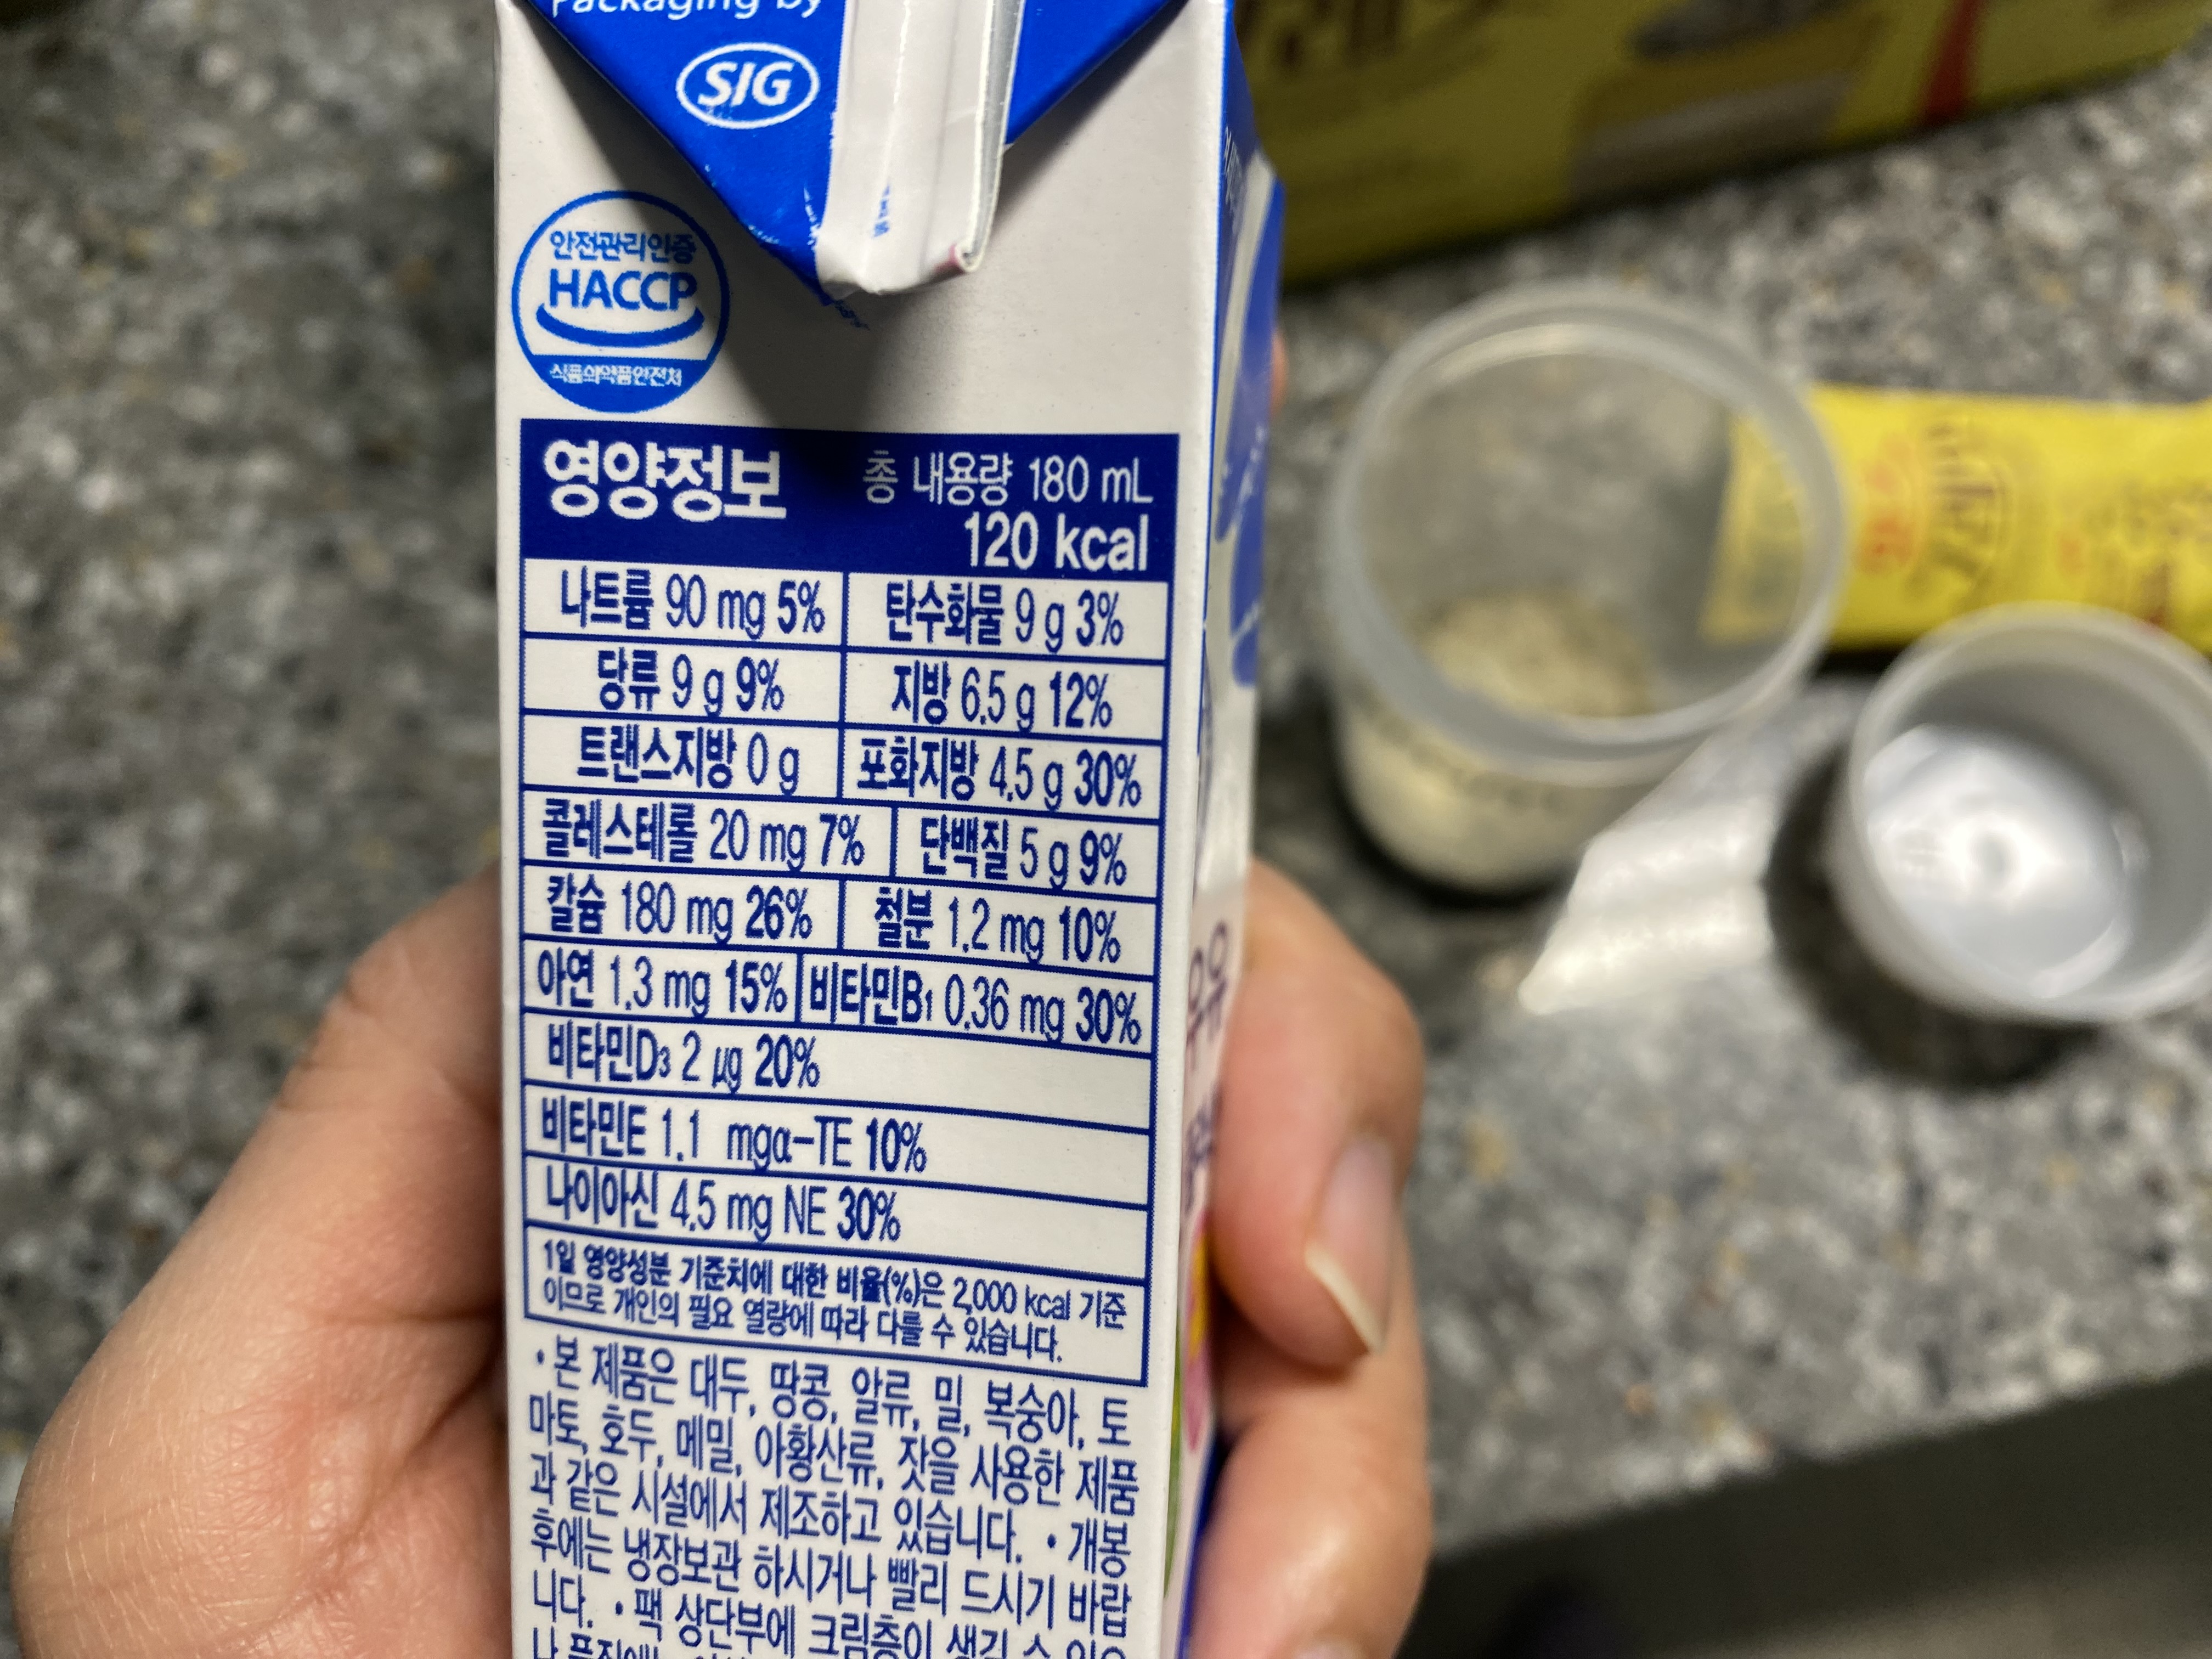 Packaging by
SIG
안전관리인증
HACCP
식품의약품안전처
영양정보 총 내용량 180 mL
120 kcal
나트륨 90 mg 5% 탄수화물 9 g 3%
당류 9 g 9% 지방 6.5 g 12%
트랜스지방 0 g 포화지방 4.5 g 30%
콜레스테롤 20 mg 7% 단백질 5 g 9%
칼슘 180 mg 26% 철분 1.2 mg 10%
아연 1.3 mg 15% 비타민B₁ 0.36 mg 30%
비타민D₃ 2 μg 20%
비타민E 1.1 mgα-TE 10%
나이아신 4.5 mg NE 30%
1일 영양성분 기준치에 대한 비율(%)은 2,000 kcal 기준
이므로 개인의 필요 열량에 따라 다를 수 있습니다.
• 본 제품은 대두, 땅콩, 알류, 밀, 복숭아, 토
마토, 호두, 메밀, 아황산류, 잣을 사용한 제품
과 같은 시설에서 제조하고 있습니다. • 개봉
후에는 냉장보관 하시거나 빨리 드시기 바랍
니다. • 팩 상단부에 크림층이 생길 수
우유